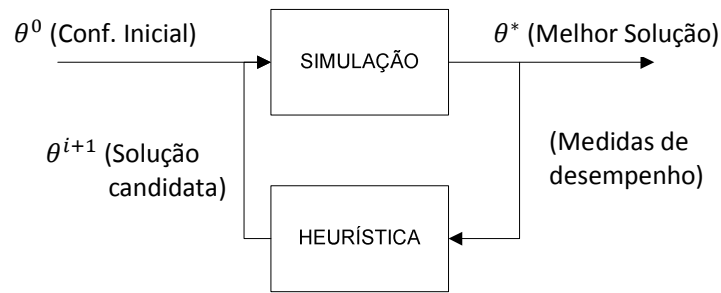 θ⁰ (Conf. Inicial)
θ* (Melhor Solução)
SIMULAÇÃO
θⁱ⁺¹ (Solução
candidata)
(Medidas de
desempenho)
HEURÍSTICA